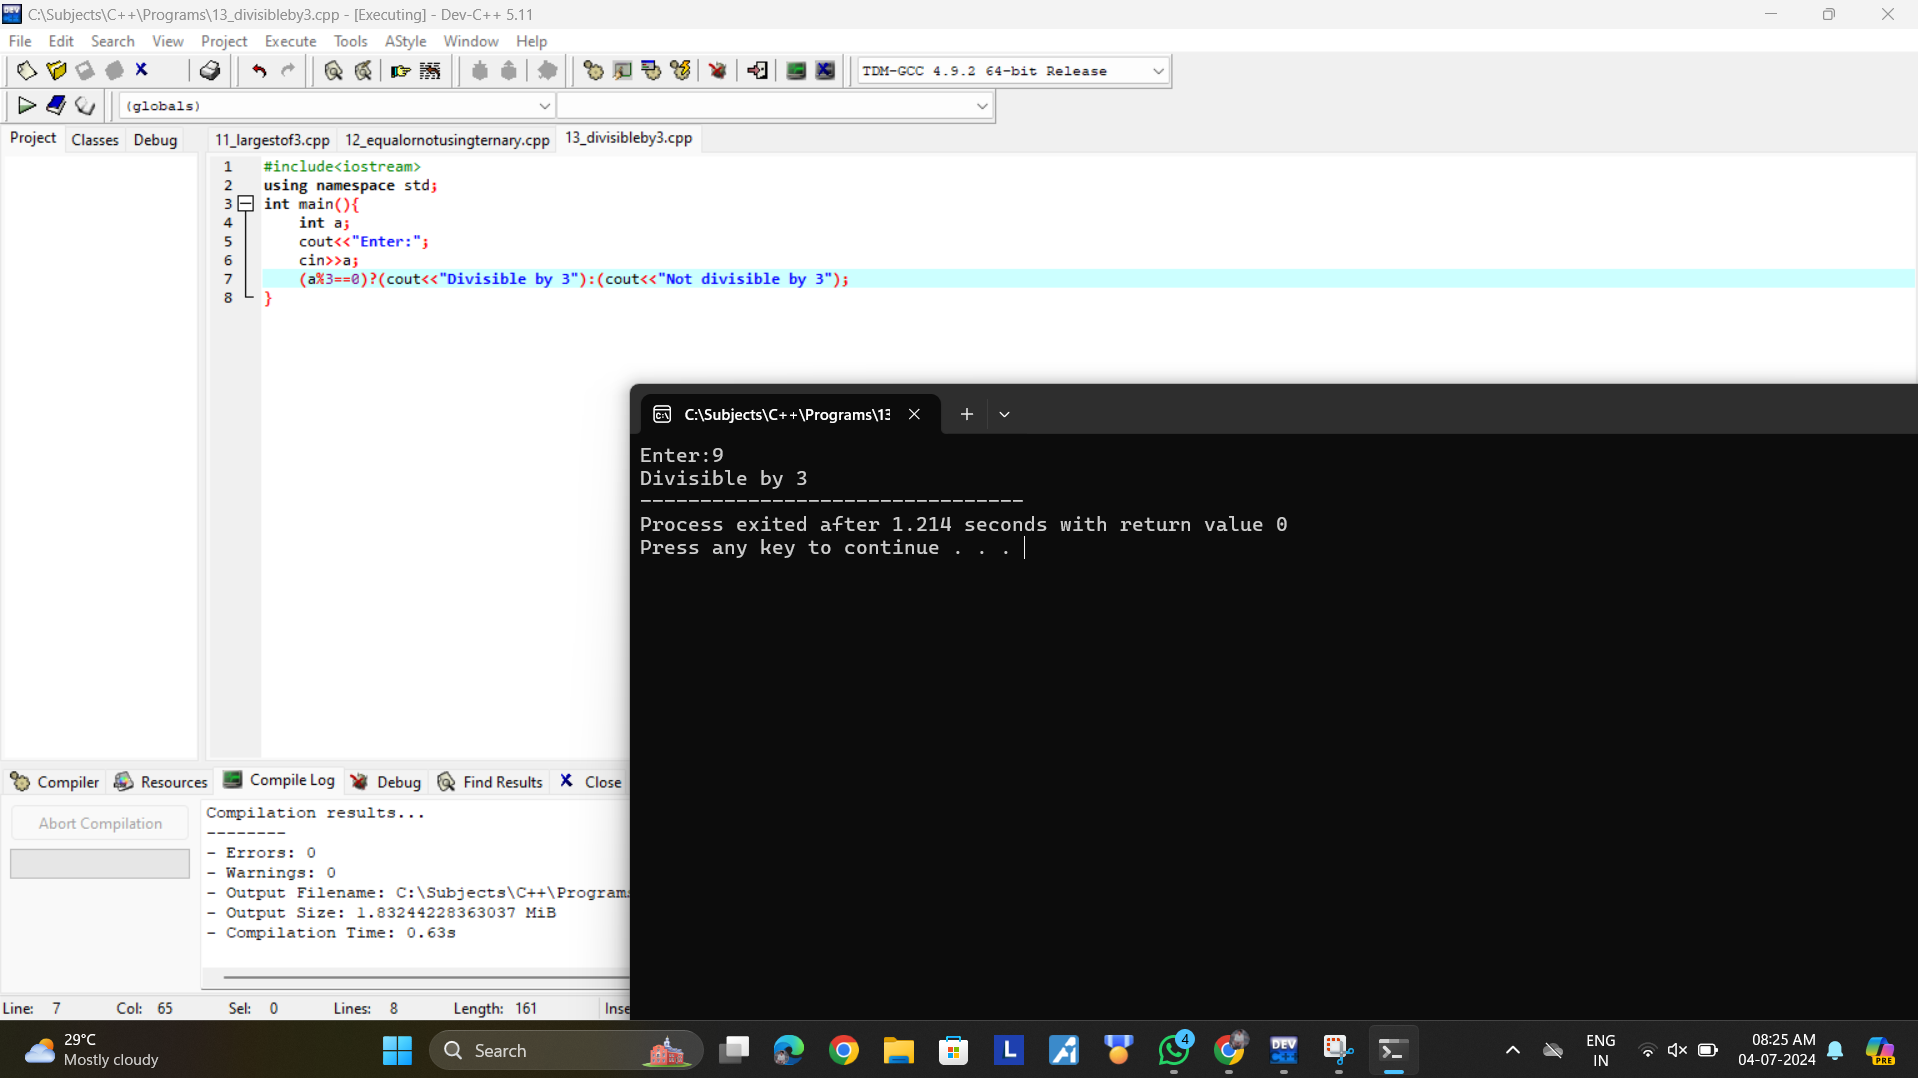 C:\Subjects\C++\Programs\13_divisibleby3.cpp - [Executing] - Dev-C++ 5.11
File Edit Search View Project Execute Tools AStyle Window Help
TDM-GCC 4.9.2 64-bit Release
(globals)
Project Classes Debug 11_largestof3.cpp 12_equalornotusingternary.cpp 13_divisibleby3.cpp
1 #include<iostream>
2 using namespace std;
3 int main(){
4 int a;
5 cout<<"Enter:";
6 cin>>a;
7 (a%3==0)?(cout<<"Divisible by 3"):(cout<<"Not divisible by 3");
8 }
C:\Subjects\C++\Programs\13
Enter:9
Divisible by 3
--------------------------------
Process exited after 1.214 seconds with return value 0
Press any key to continue . . .
Compiler Resources Compile Log Debug Find Results Close
Abort Compilation
Compilation results...
--------
- Errors: 0
- Warnings: 0
- Output Filename: C:\Subjects\C++\Programs
- Output Size: 1.83244228363037 MiB
- Compilation Time: 0.63s
Line: 7 Col: 65 Sel: 0 Lines: 8 Length: 161 Inse
29°C
Mostly cloudy
Search
L
4
DEV
C++
PRE
ENG
IN
08:25 AM
04-07-2024